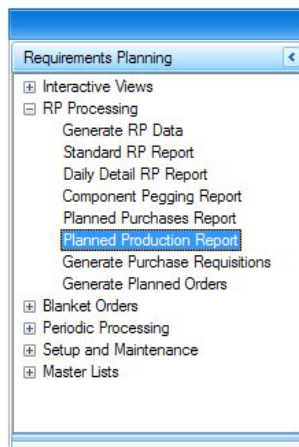 Requirements Planning
Interactive Views
RP Processing
Generate RP Data
Standard RP Report
Daily Detail RP Report
Component Pegging Report
Planned Purchases Report
Planned Production Report
Generate Purchase Requisitions
Generate Planned Orders
Blanket Orders
Periodic Processing
Setup and Maintenance
Master Lists